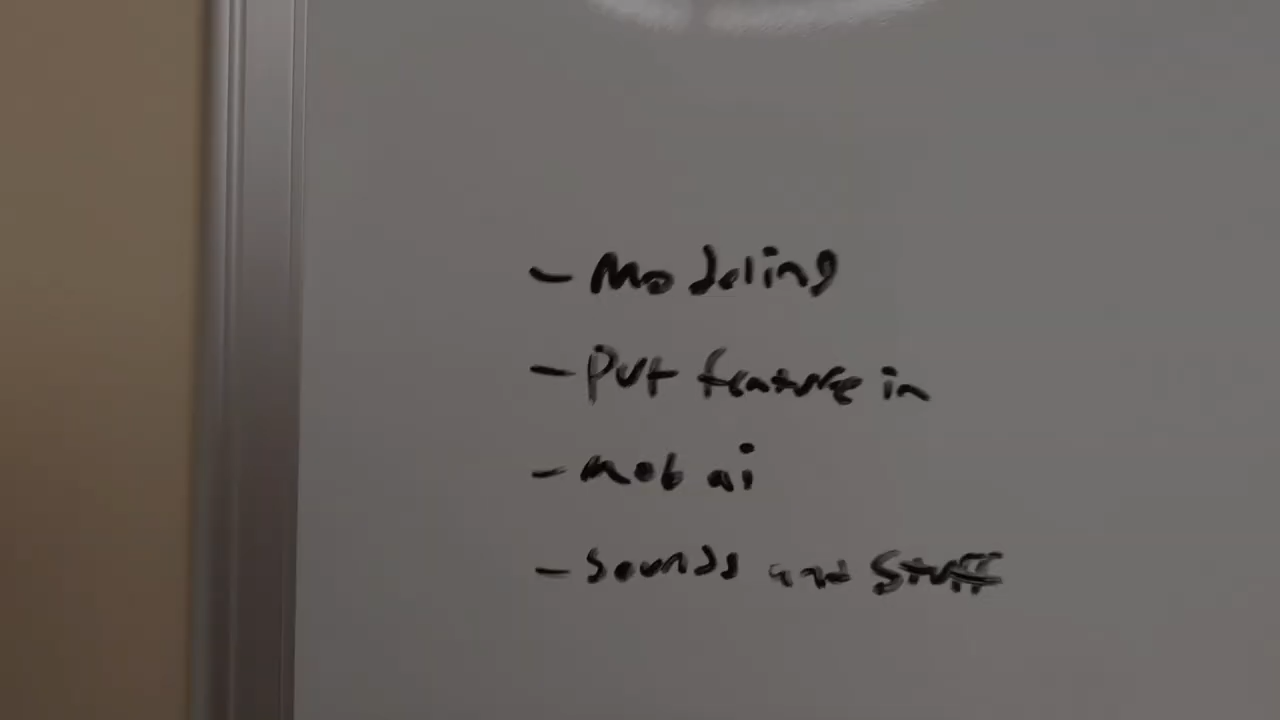 - Modeling
- Put feature in
- mob ai
- Sounds and Stuff